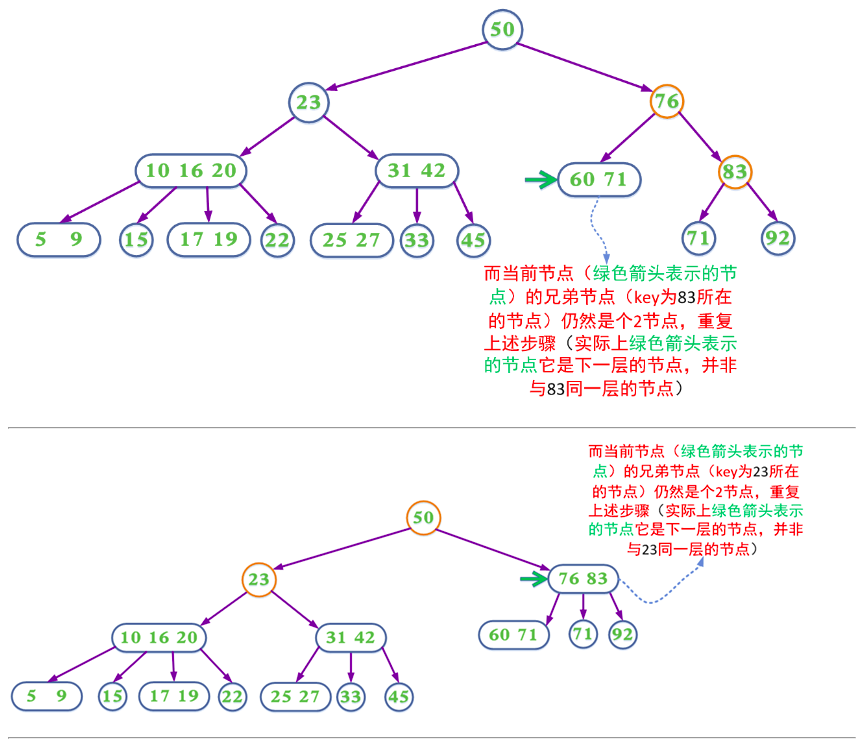 50
23
76
10 16 20
31 42
60 71
83
5 9
15
17 19
22
25 27
33
45
71
92
而当前节点（绿色箭头表示的节
点）的兄弟节点（key为83所在
的节点）仍然是个2节点，重复
上述步骤（实际上绿色箭头表示
的节点它是下一层的节点，并非
与83同一层的节点）
而当前节点（绿色箭头表示的节
点）的兄弟节点（key为23所在
的节点）仍然是个2节点，重复
上述步骤（实际上绿色箭头表示
的节点它是下一层的节点，并非
与23同一层的节点）
50
23
76 83
10 16 20
31 42
60 71
71
92
5 9
15
17 19
22
25 27
33
45